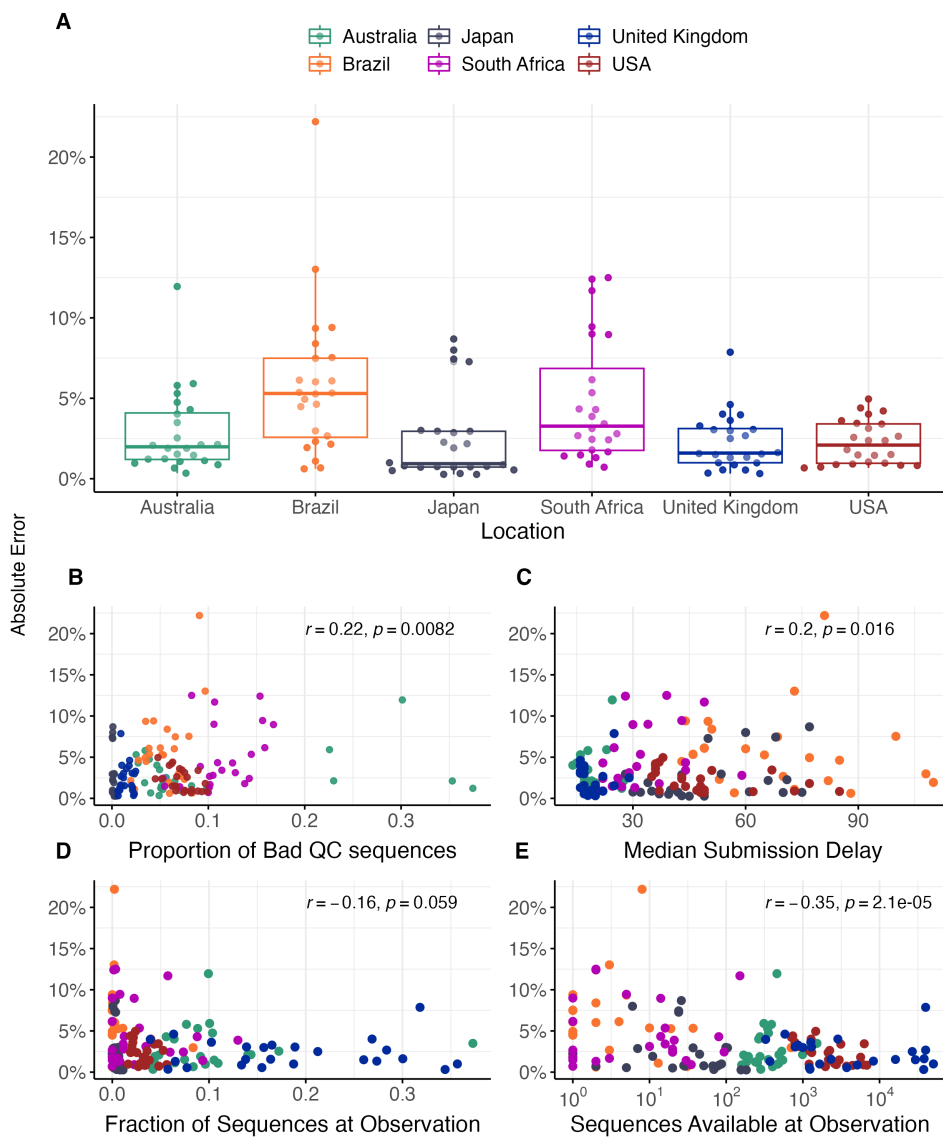 A
Australia Japan United Kingdom
Brazil South Africa USA
20%
15%
10%
5%
0%
Australia Brazil Japan South Africa United Kingdom USA
Location
Absolute Error
B
r = 0.22, p = 0.0082
20%
15%
10%
5%
0%
0.0 0.1 0.2 0.3
Proportion of Bad QC sequences
C
r = 0.2, p = 0.016
20%
15%
10%
5%
0%
30 60 90
Median Submission Delay
D
r = −0.16, p = 0.059
20%
15%
10%
5%
0%
0.0 0.1 0.2 0.3
Fraction of Sequences at Observation
E
r = −0.35, p = 2.1e-05
20%
15%
10%
5%
0%
10⁰ 10¹ 10² 10³ 10⁴
Sequences Available at Observation